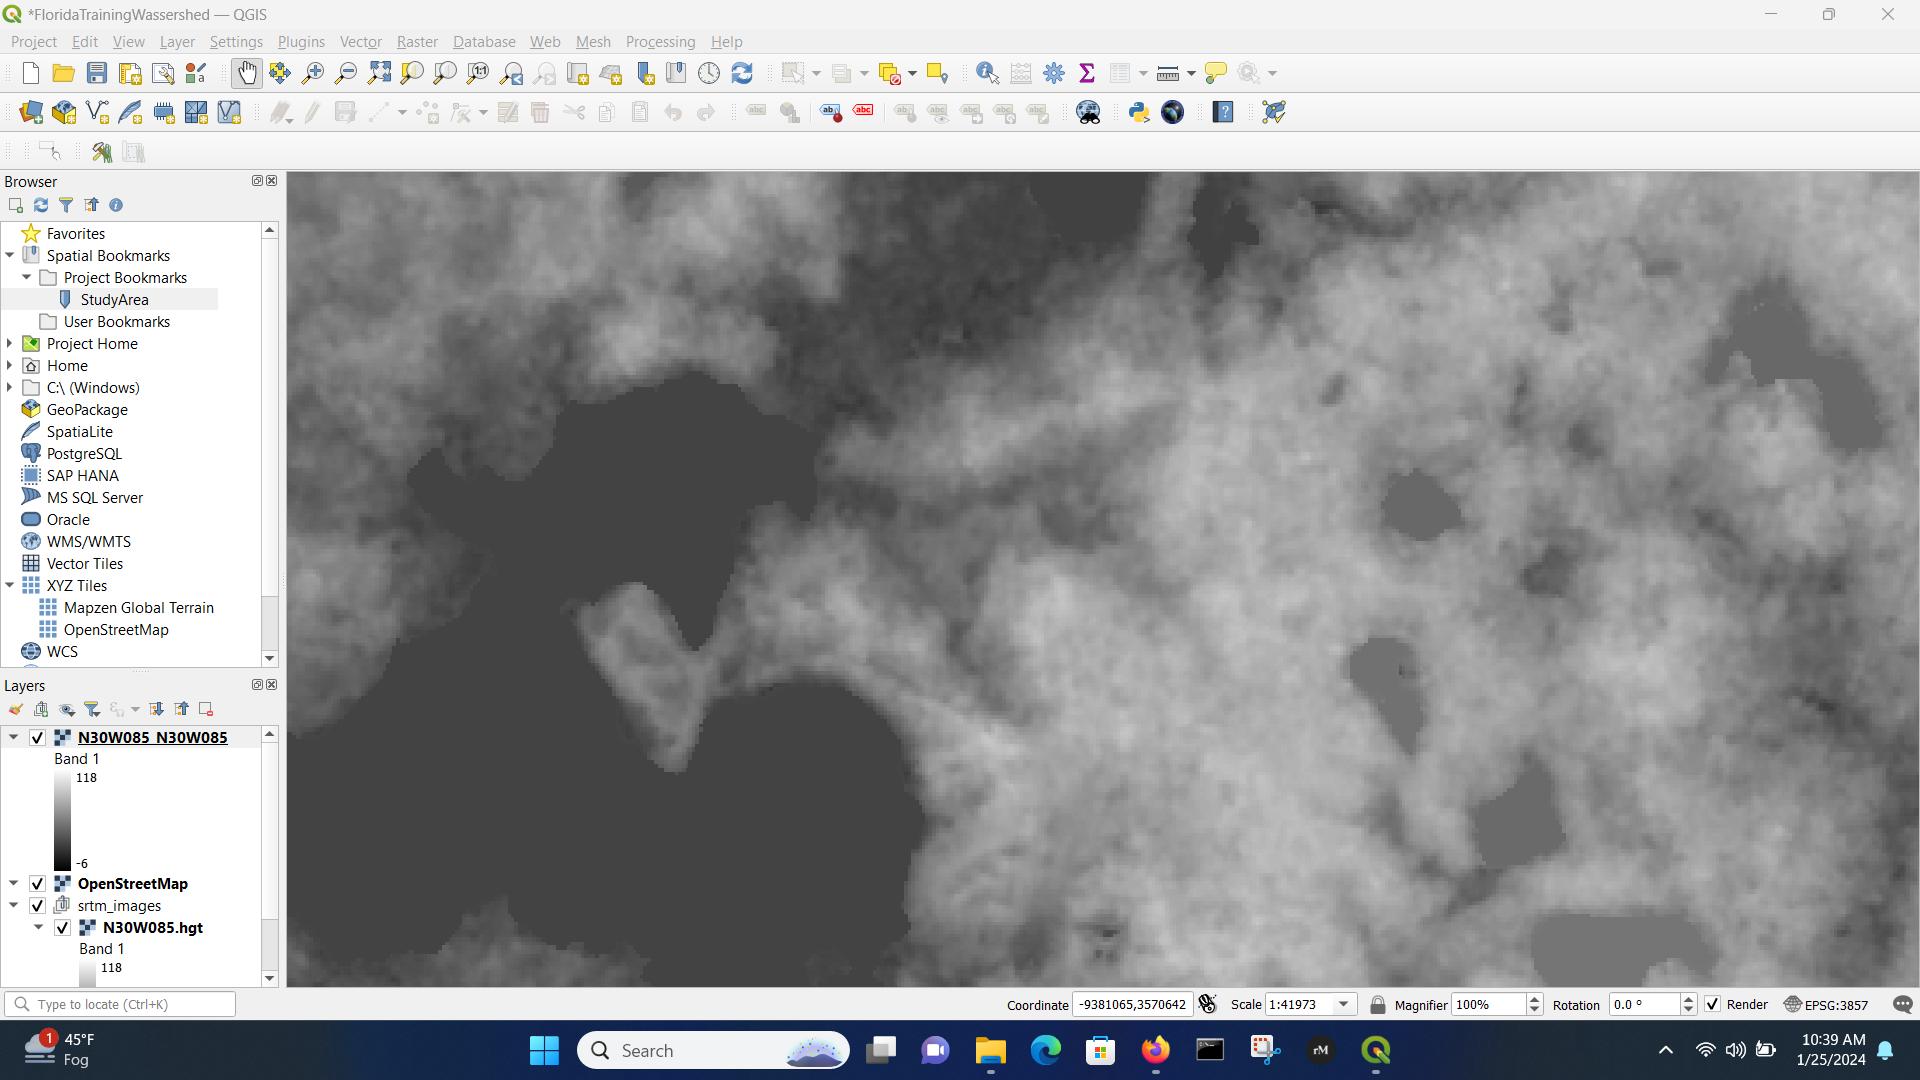 *FloridaTrainingWassershed — QGIS
Project Edit View Layer Settings Plugins Vector Raster Database Web Mesh Processing Help
Browser
Favorites
Spatial Bookmarks
Project Bookmarks
StudyArea
User Bookmarks
Project Home
Home
C:\ (Windows)
GeoPackage
SpatiaLite
PostgreSQL
SAP HANA
MS SQL Server
Oracle
WMS/WMTS
Vector Tiles
XYZ Tiles
Mapzen Global Terrain
OpenStreetMap
WCS
Layers
N30W085 N30W085
Band 1
118
-6
OpenStreetMap
srtm_images
N30W085.hgt
Band 1
118
Type to locate (Ctrl+K)
Coordinate -9381065,3570642 Scale 1:41973 Magnifier 100% Rotation 0.0 ° Render EPSG:3857
1 45°F
Fog
Search
rM
10:39 AM
1/25/2024